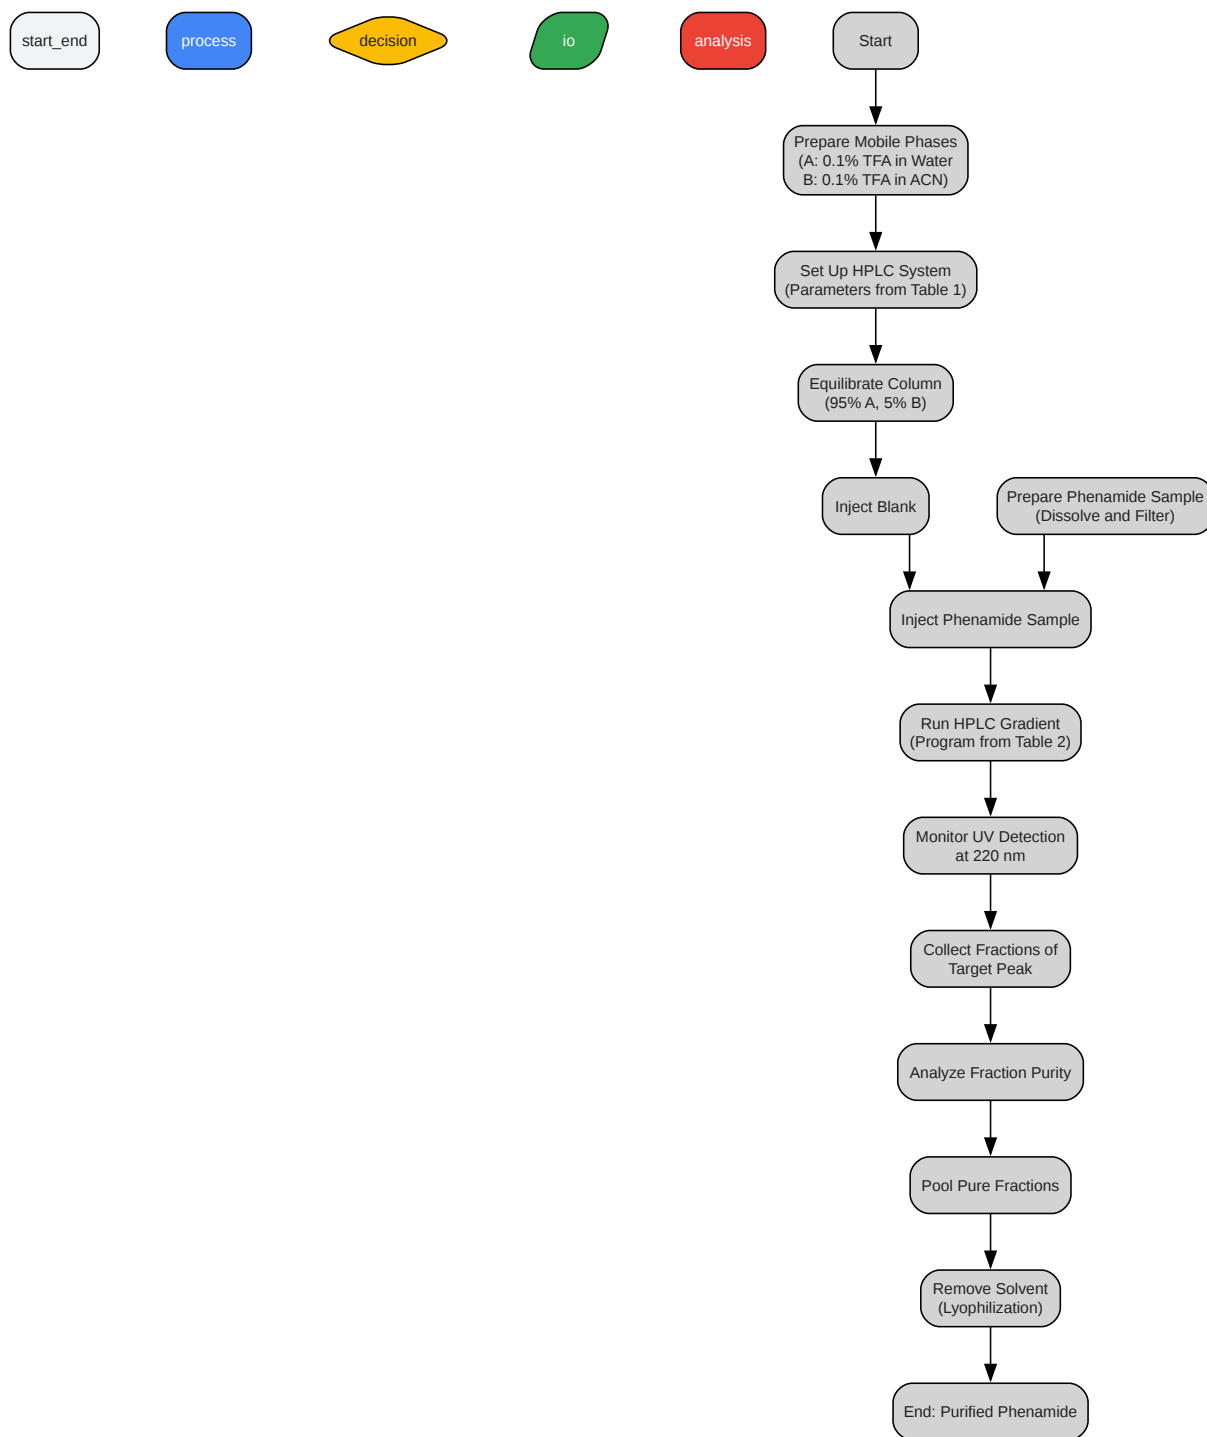 start_end
process
decision
io
analysis
Start
Prepare Mobile Phases
(A: 0.1% TFA in Water
B: 0.1% TFA in ACN)
Set Up HPLC System
(Parameters from Table 1)
Equilibrate Column
(95% A, 5% B)
Inject Blank
Prepare Phenamide Sample
(Dissolve and Filter)
Inject Phenamide Sample
Run HPLC Gradient
(Program from Table 2)
Monitor UV Detection
at 220 nm
Collect Fractions of
Target Peak
Analyze Fraction Purity
Pool Pure Fractions
Remove Solvent
(Lyophilization)
End: Purified Phenamide